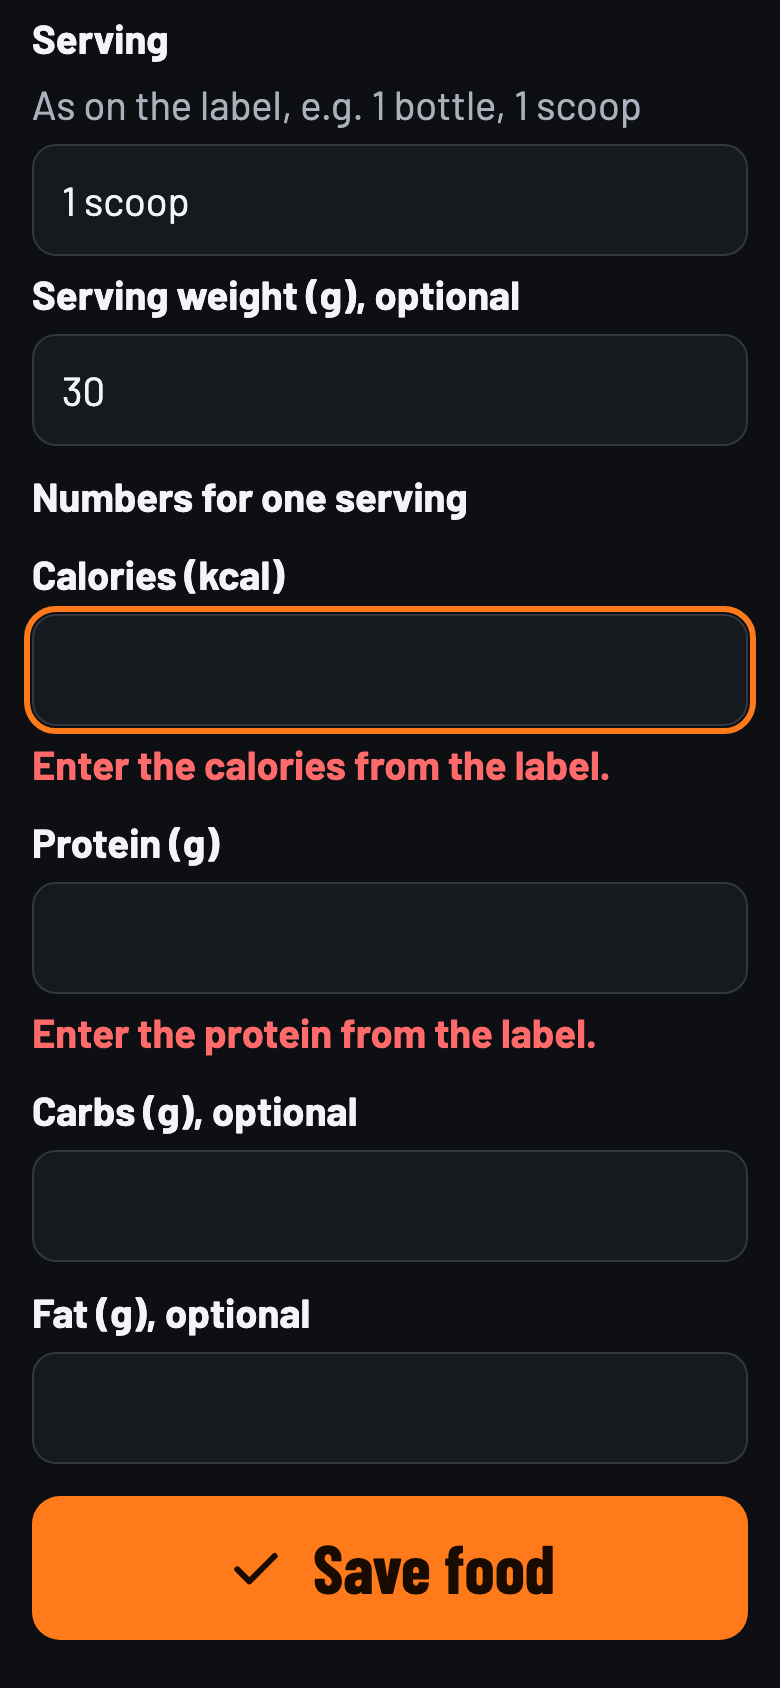 Serving
As on the label, e.g. 1 bottle, 1 scoop
1 scoop
Serving weight (g), optional
30
Numbers for one serving
Calories (kcal)
Enter the calories from the label.
Protein (g)
Enter the protein from the label.
Carbs (g), optional
Fat (g), optional
Save food